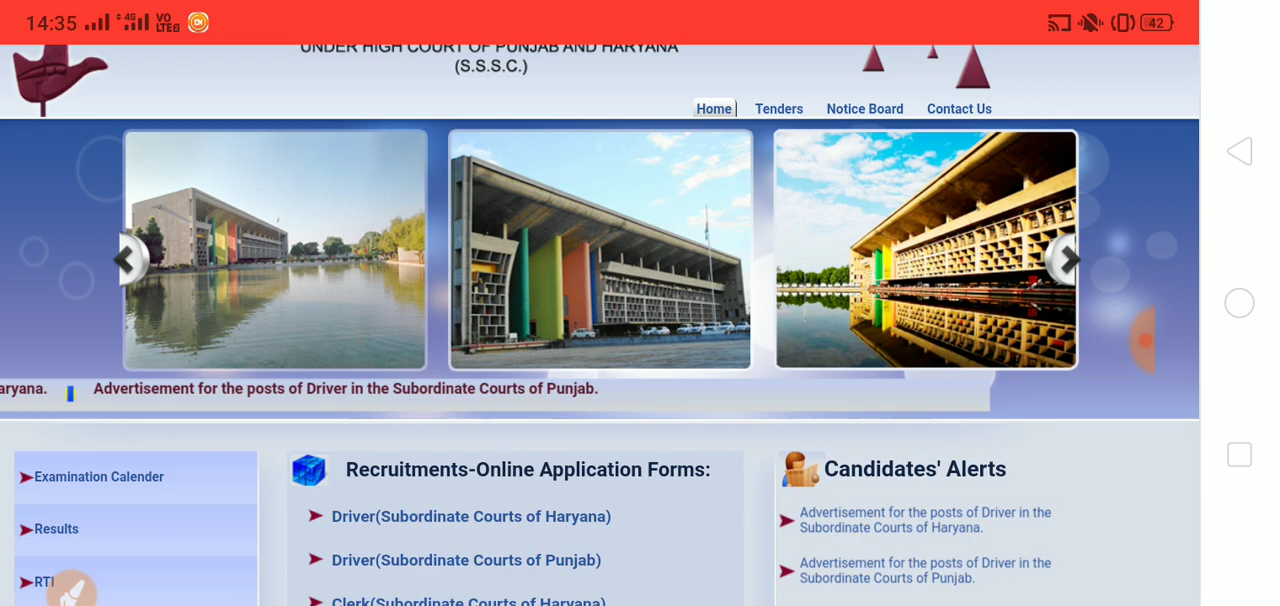 14:35
4G
VO
LTE2
42
UNDER HIGH COURT OF PUNJAB AND HARYANA
(S.S.S.C.)
Home Tenders Notice Board Contact Us
aryana. Advertisement for the posts of Driver in the Subordinate Courts of Punjab.
Examination Calender
Results
RTI
Recruitments-Online Application Forms:
Driver(Subordinate Courts of Haryana)
Driver(Subordinate Courts of Punjab)
Clerk(Subordinate Courts of Haryana)
Candidates' Alerts
Advertisement for the posts of Driver in the
Subordinate Courts of Haryana.
Advertisement for the posts of Driver in the
Subordinate Courts of Punjab.